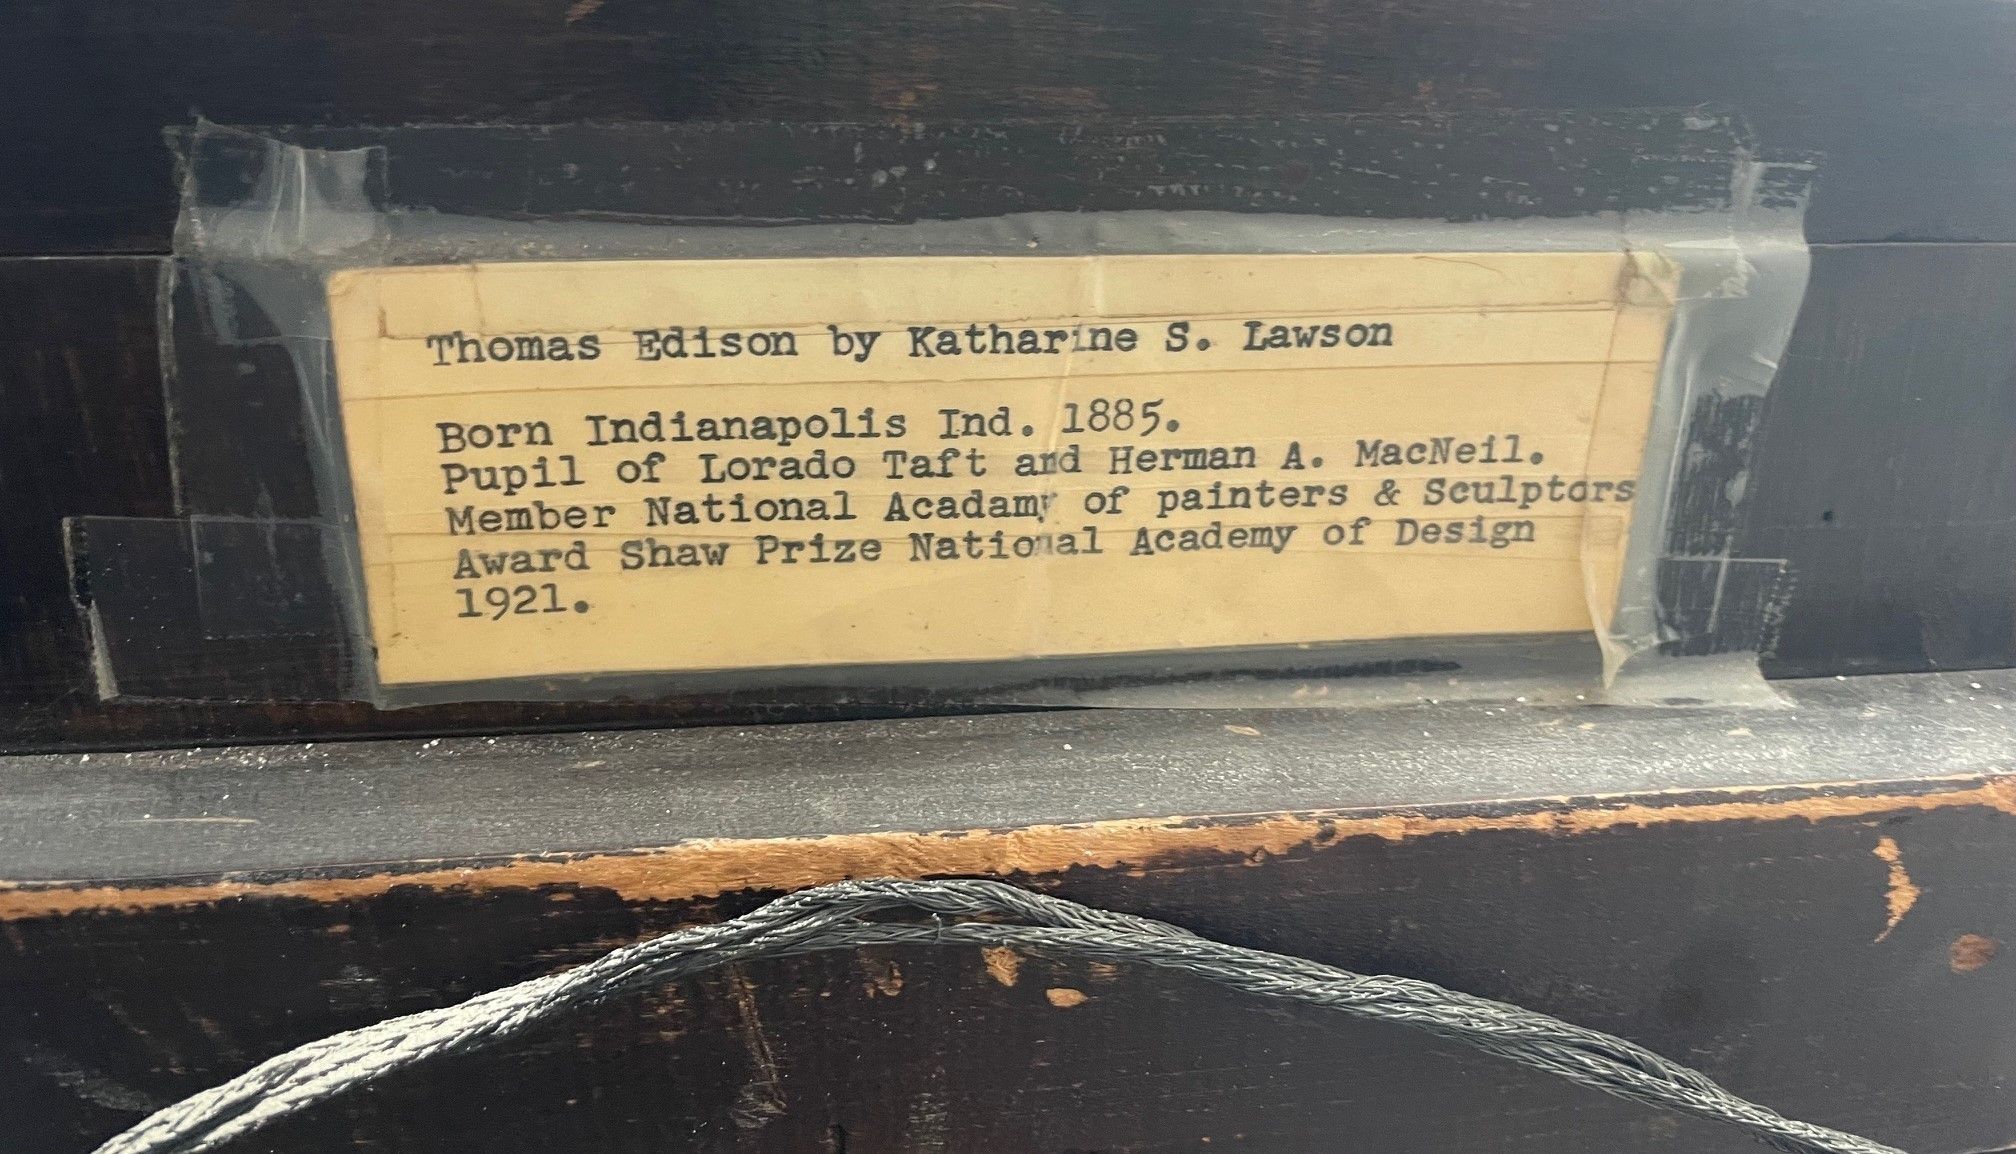 Thomas Edison by Katharine S. Lawson
Born Indianapolis Ind. 1885.
Pupil of Lorado Taft and Herman A. MacNeil.
Member National Acadamy of painters & Sculptors
Award Shaw Prize National Academy of Design
1921.